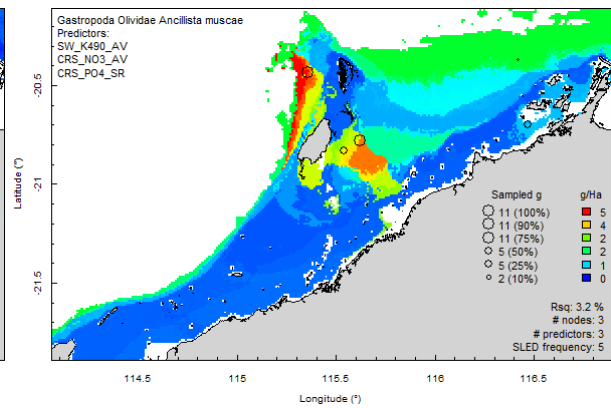 Gastropoda Olividae Ancillista muscae
Predictors:
SW_K490_AV
CRS_NO3_AV
CRS_PO4_SR
-20.5
-21
-21.5
Latitude (°)
Sampled g g/Ha
11 (100%) 5
11 (90%) 4
11 (75%) 2
5 (50%) 2
5 (25%) 1
2 (10%) 0
Rsq: 3.2 %
# nodes: 3
# predictors: 3
SLED frequency: 5
114.5 115 115.5 116 116.5
Longitude (°)